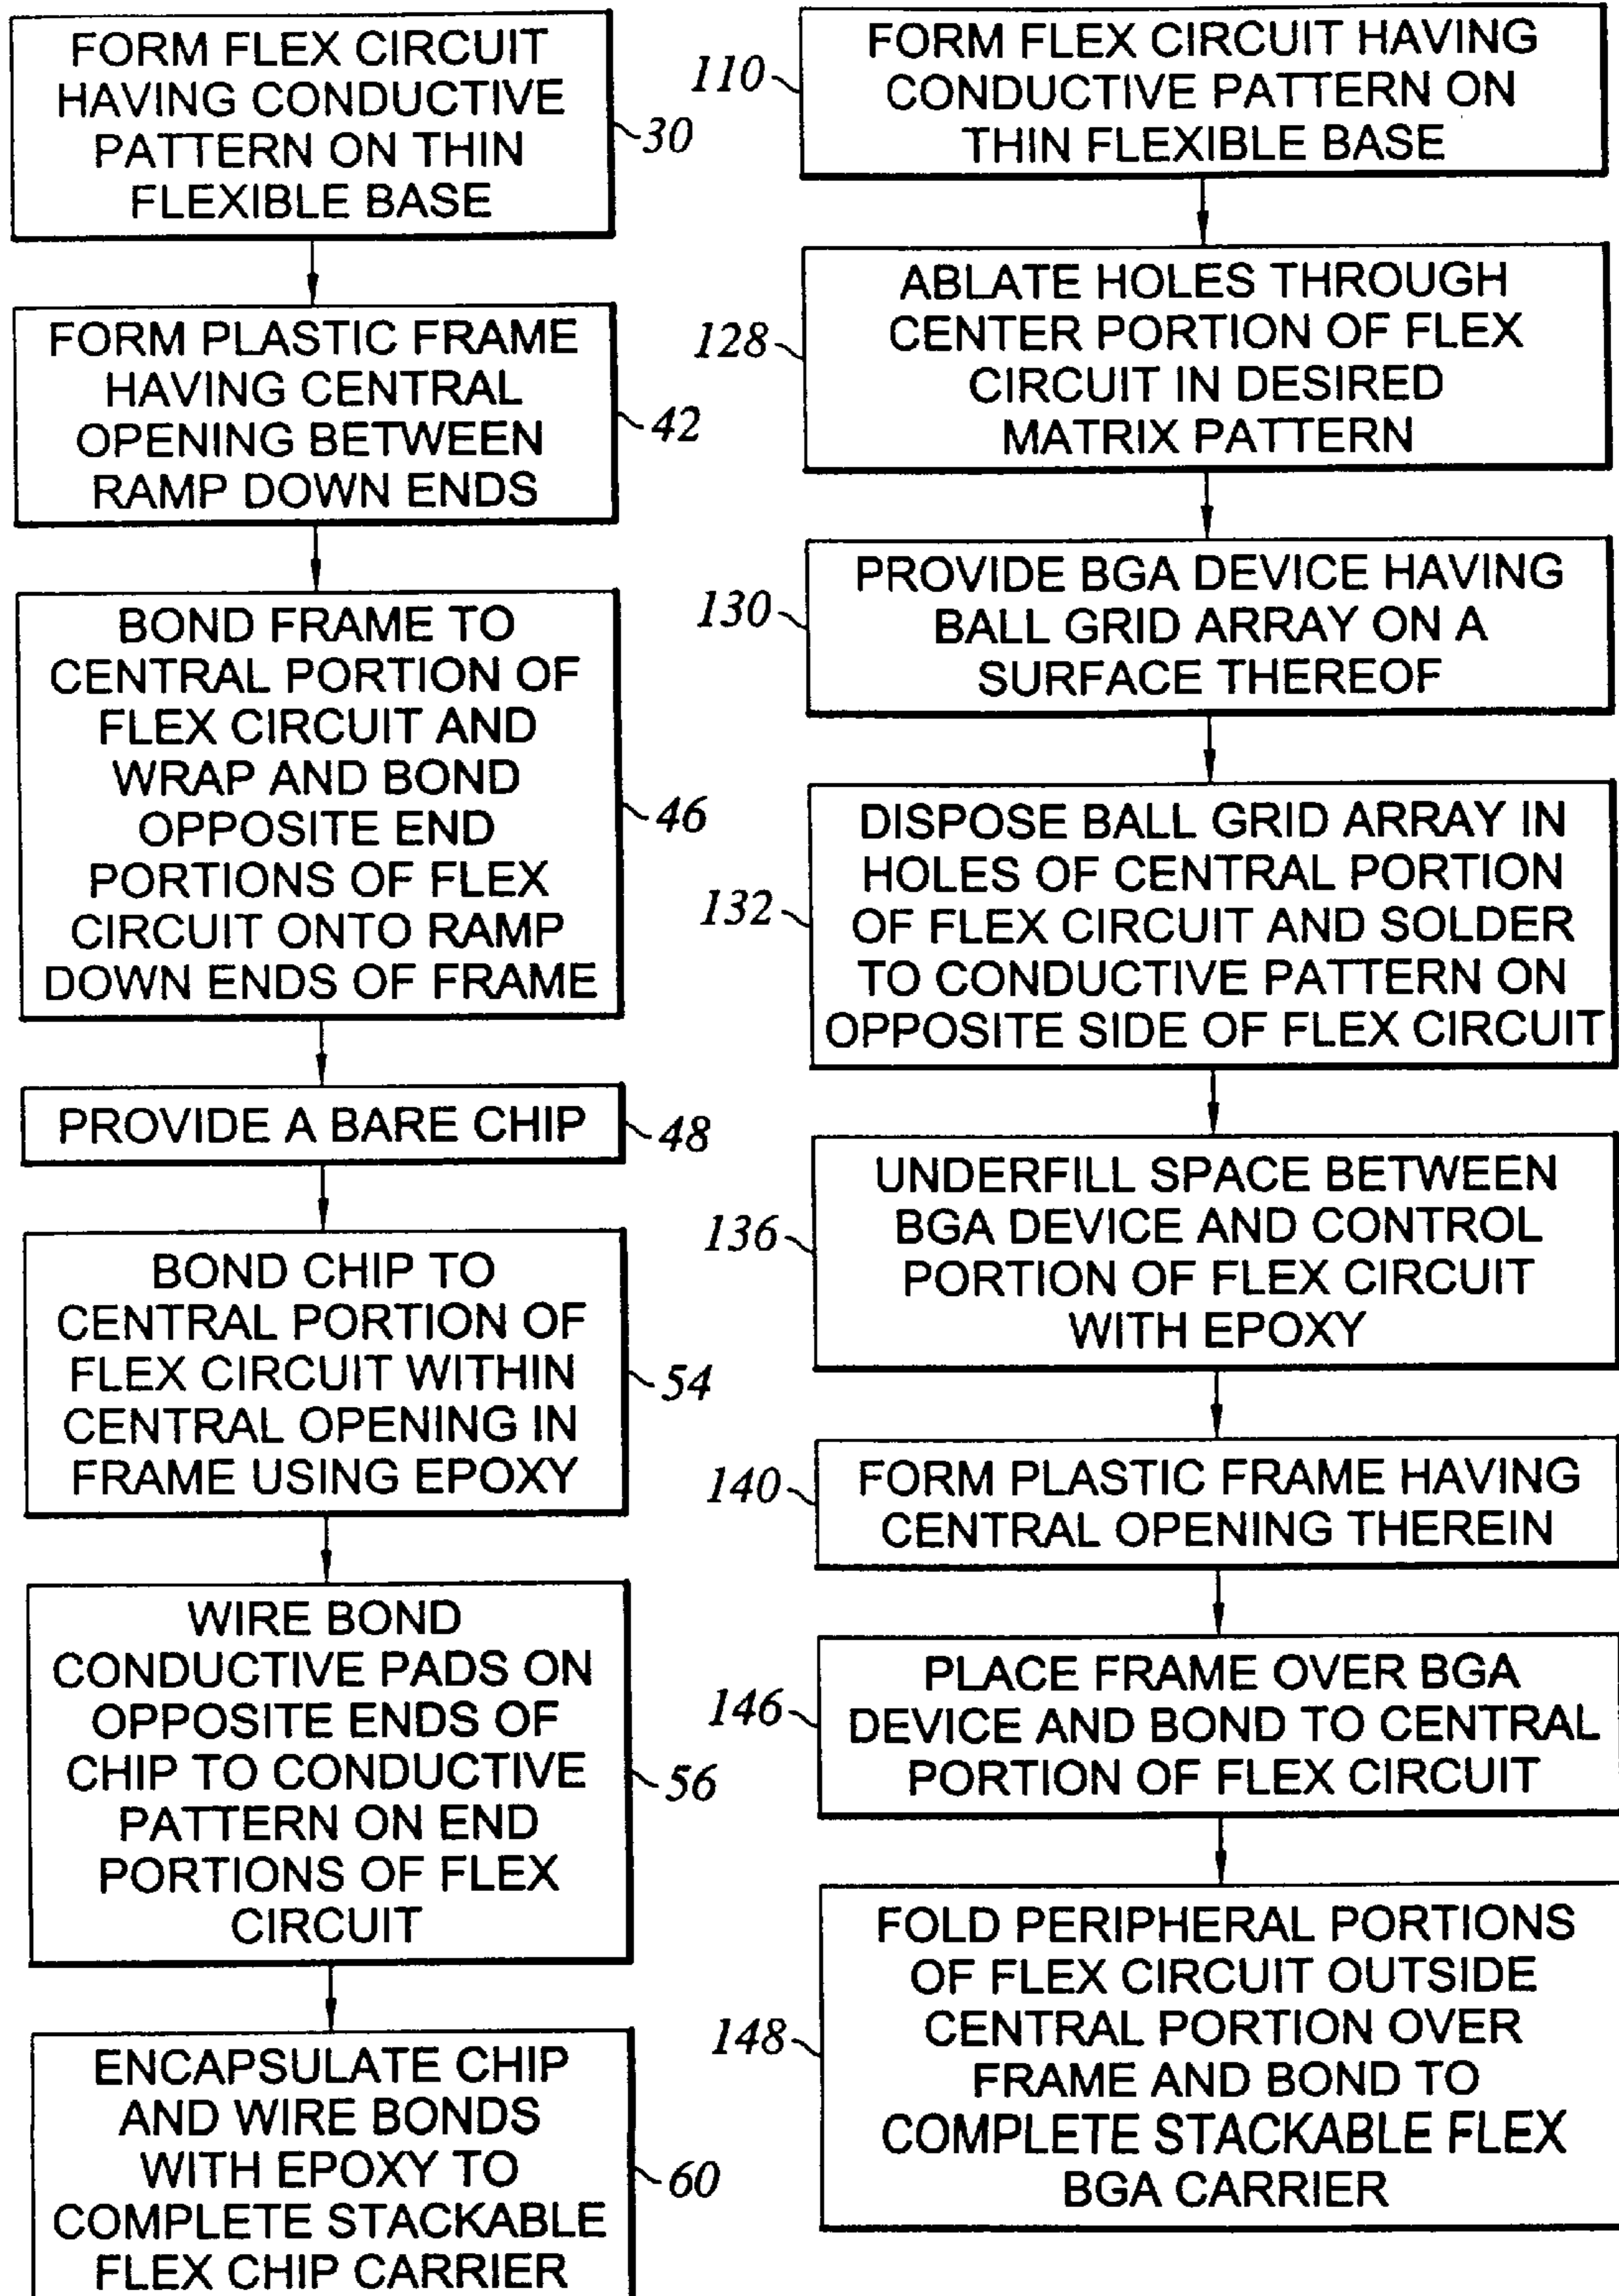 FORM FLEX CIRCUIT
HAVING CONDUCTIVE
PATTERN ON THIN
FLEXIBLE BASE
30
FORM PLASTIC FRAME
HAVING CENTRAL
OPENING BETWEEN
RAMP DOWN ENDS
42
BOND FRAME TO
CENTRAL PORTION OF
FLEX CIRCUIT AND
WRAP AND BOND
OPPOSITE END
PORTIONS OF FLEX
CIRCUIT ONTO RAMP
DOWN ENDS OF FRAME
46
PROVIDE A BARE CHIP
48
BOND CHIP TO
CENTRAL PORTION OF
FLEX CIRCUIT WITHIN
CENTRAL OPENING IN
FRAME USING EPOXY
54
WIRE BOND
CONDUCTIVE PADS ON
OPPOSITE ENDS OF
CHIP TO CONDUCTIVE
PATTERN ON END
PORTIONS OF FLEX
CIRCUIT
56
ENCAPSULATE CHIP
AND WIRE BONDS
WITH EPOXY TO
COMPLETE STACKABLE
FLEX CHIP CARRIER
60
110
FORM FLEX CIRCUIT HAVING
CONDUCTIVE PATTERN ON
THIN FLEXIBLE BASE
128
ABLATE HOLES THROUGH
CENTER PORTION OF FLEX
CIRCUIT IN DESIRED
MATRIX PATTERN
130
PROVIDE BGA DEVICE HAVING
BALL GRID ARRAY ON A
SURFACE THEREOF
132
DISPOSE BALL GRID ARRAY IN
HOLES OF CENTRAL PORTION
OF FLEX CIRCUIT AND SOLDER
TO CONDUCTIVE PATTERN ON
OPPOSITE SIDE OF FLEX CIRCUIT
136
UNDERFILL SPACE BETWEEN
BGA DEVICE AND CONTROL
PORTION OF FLEX CIRCUIT
WITH EPOXY
140
FORM PLASTIC FRAME HAVING
CENTRAL OPENING THEREIN
146
PLACE FRAME OVER BGA
DEVICE AND BOND TO CENTRAL
PORTION OF FLEX CIRCUIT
148
FOLD PERIPHERAL PORTIONS
OF FLEX CIRCUIT OUTSIDE
CENTRAL PORTION OVER
FRAME AND BOND TO
COMPLETE STACKABLE FLEX
BGA CARRIER